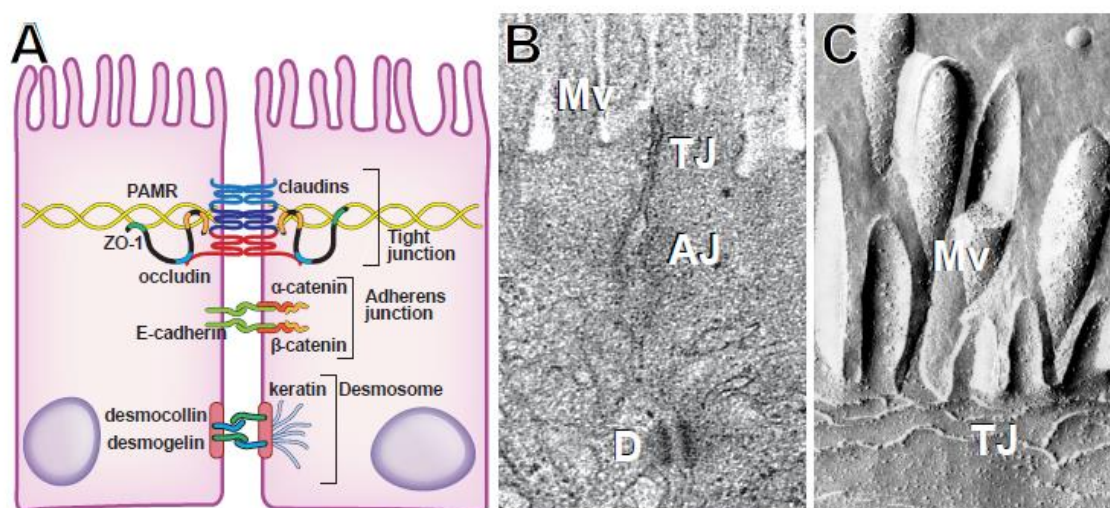 A
PAMR
claudins
ZO-1
occludin
Tight
junction
α-catenin
E-cadherin
β-catenin
Adherens
junction
keratin
Desmosome
desmocollin
desmogelin
B
Mv
TJ
AJ
D
C
Mv
TJ